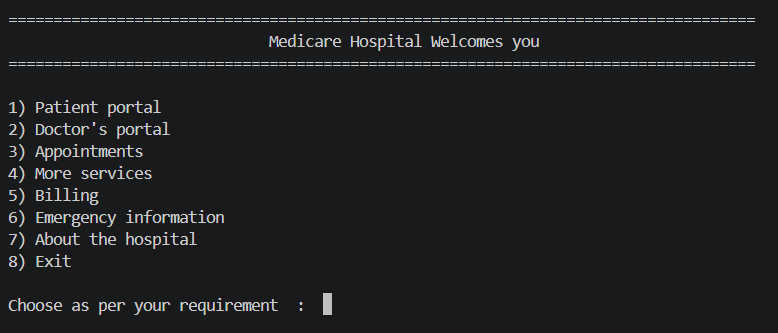 ===================================================================================
Medicare Hospital Welcomes you
===================================================================================
1) Patient portal
2) Doctor's portal
3) Appointments
4) More services
5) Billing
6) Emergency information
7) About the hospital
8) Exit
Choose as per your requirement  :